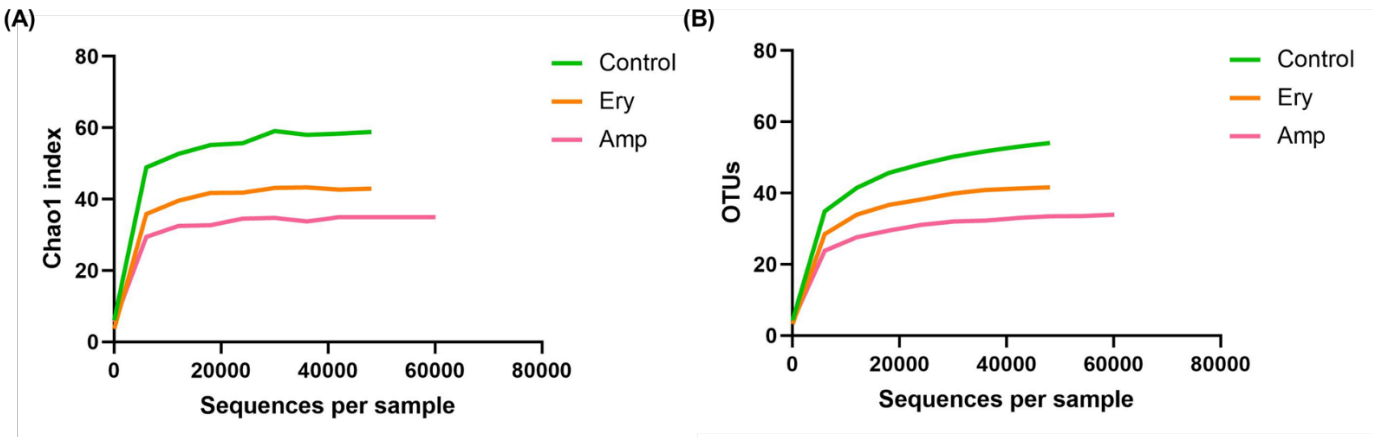 (A)
Chao1 index
80
60
40
20
0
0 20000 40000 60000 80000
Sequences per sample
Control
Ery
Amp
(B)
OTUs
80
60
40
20
0
0 20000 40000 60000 80000
Sequences per sample
Control
Ery
Amp